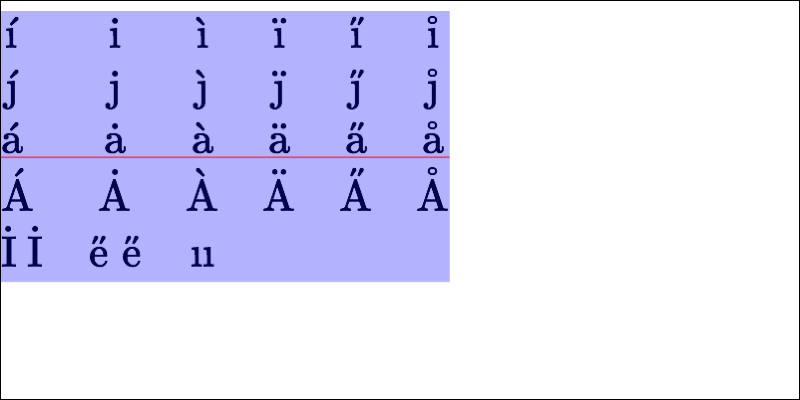 í i ì ï i̋ i̊
j́ j j̀ j̈ j̋ j̊
á ȧ à ä a̋ å
Á Ȧ À Ä A̋ Å
İ İ e̋ e̋ ıı